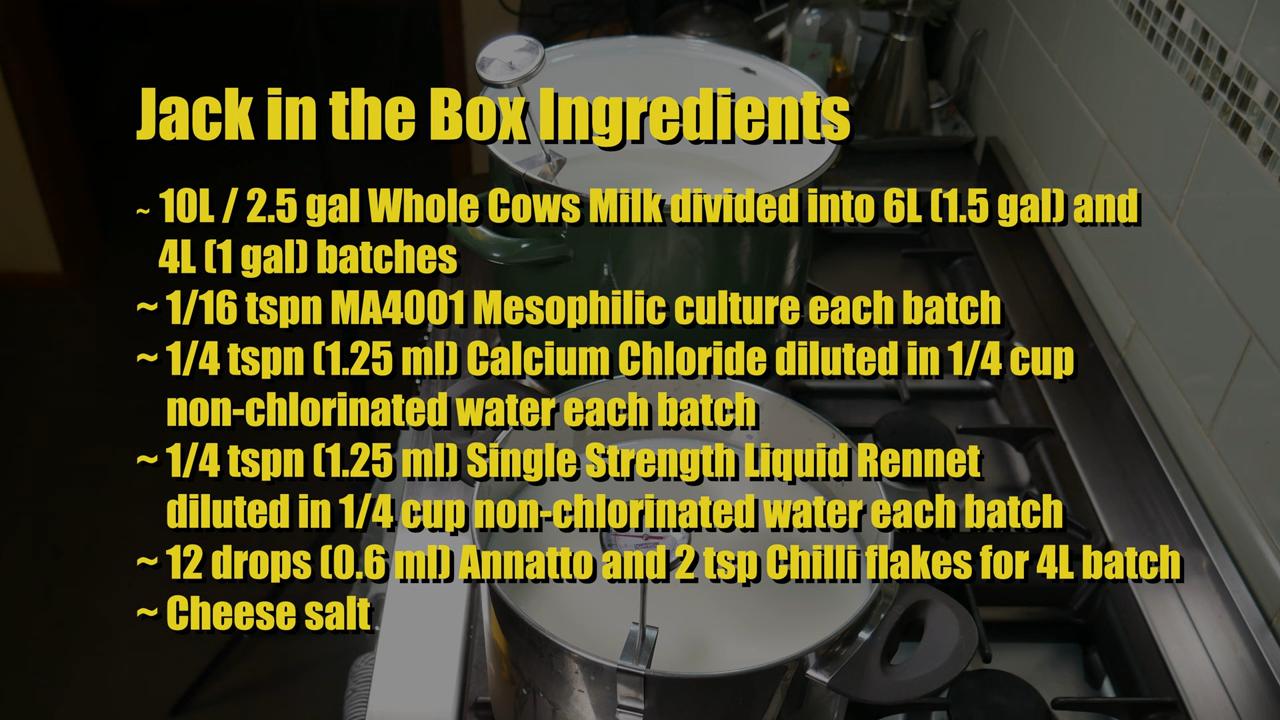 Jack in the Box Ingredients
~ 10L / 2.5 gal Whole Cows Milk divided into 6L (1.5 gal) and
4L (1 gal) batches
~ 1/16 tspn MA4001 Mesophilic culture each batch
~ 1/4 tspn (1.25 ml) Calcium Chloride diluted in 1/4 cup
non-chlorinated water each batch
~ 1/4 tspn (1.25 ml) Single Strength Liquid Rennet
diluted in 1/4 cup non-chlorinated water each batch
~ 12 drops (0.6 ml) Annatto and 2 tsp Chilli flakes for 4L batch
~ Cheese salt